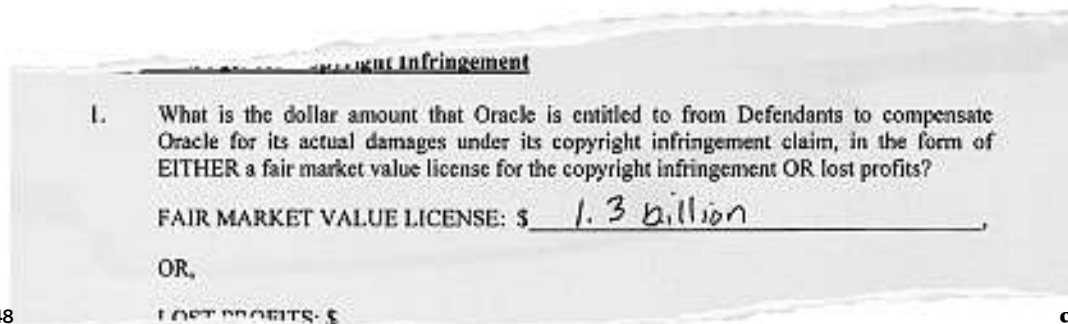 Infringement
1. What is the dollar amount that Oracle is entitled to from Defendants to compensate
Oracle for its actual damages under its copyright infringement claim, in the form of
EITHER a fair market value license for the copyright infringement OR lost profits?
FAIR MARKET VALUE LICENSE: $ 1.3 billion,
OR,
LOST PROFITS: $